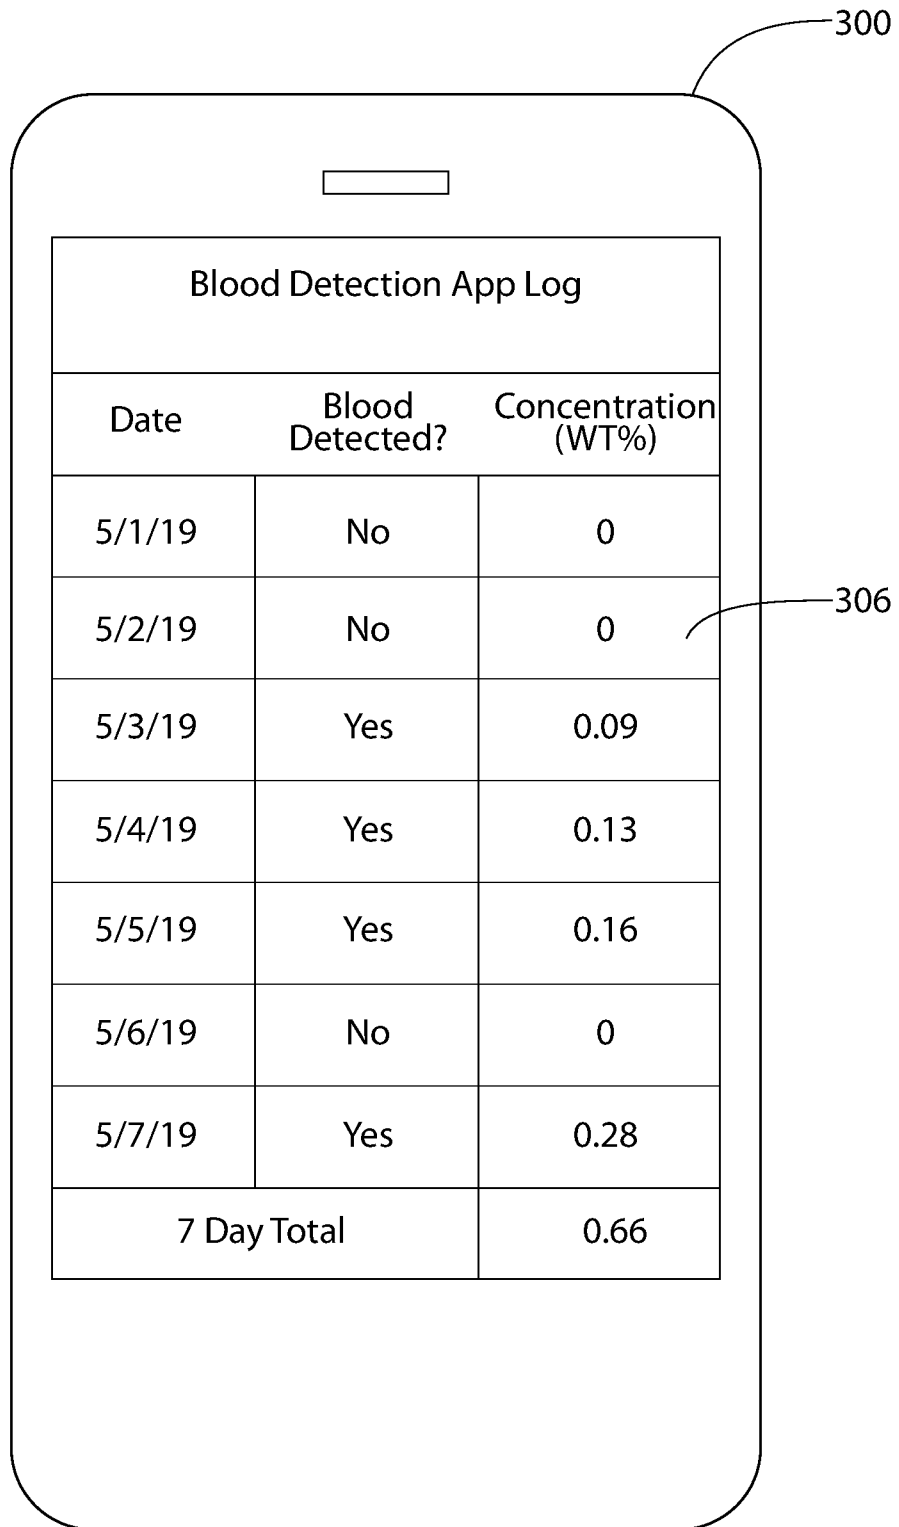 300
Blood Detection App Log
Date Blood Detected? Concentration (WT%)
5/1/19 No 0
306
5/2/19 No 0
5/3/19 Yes 0.09
5/4/19 Yes 0.13
5/5/19 Yes 0.16
5/6/19 No 0
5/7/19 Yes 0.28
7 Day Total 0.66